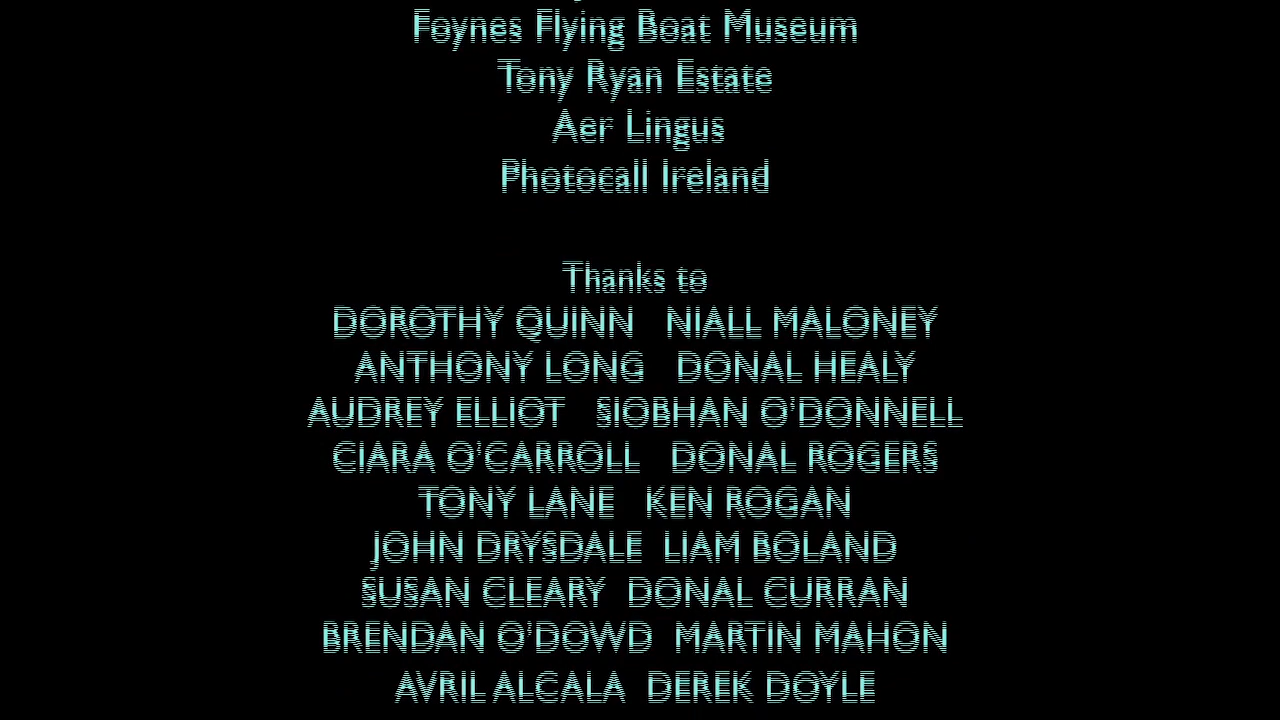 Foynes Flying Boat Museum
Tony Ryan Estate
Aer Lingus
Photocall Ireland
Thanks to
DOROTHY QUINN NIALL MALONEY
ANTHONY LONG DONAL HEALY
AUDREY ELLIOT SIOBHAN O'DONNELL
CIARA O'CARROLL DONAL ROGERS
TONY LANE KEN ROGAN
JOHN DRYSDALE LIAM BOLAND
SUSAN CLEARY DONAL CURRAN
BRENDAN O'DOWD MARTIN MAHON
AVRIL ALCALA DEREK DOYLE